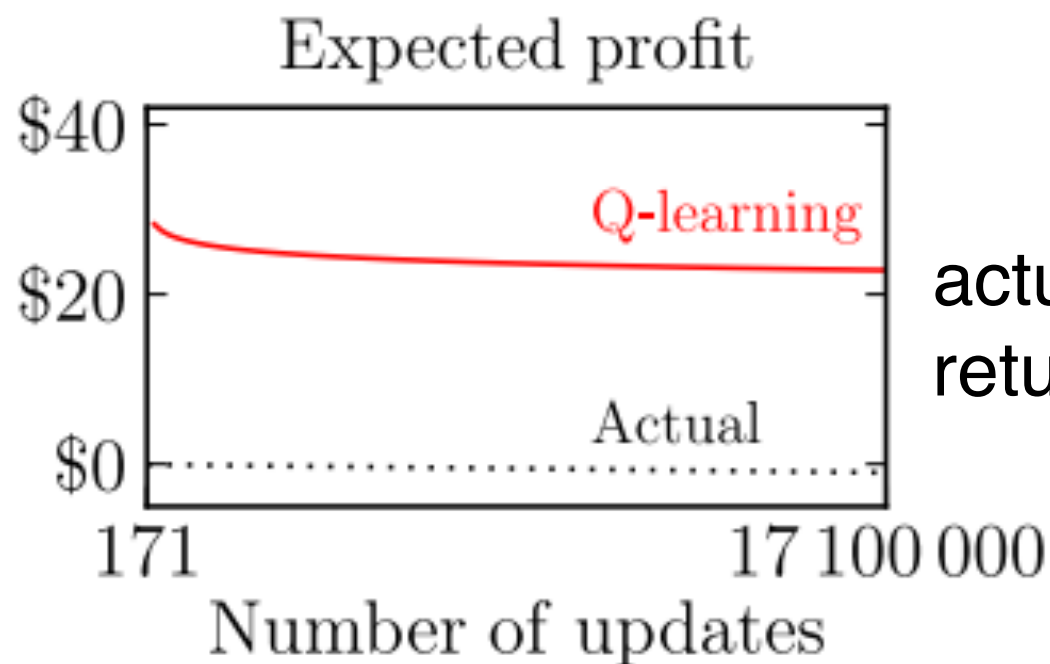 Expected profit
$40
Q-learning
$20
Actual
$0
171
17 100 000
Number of updates